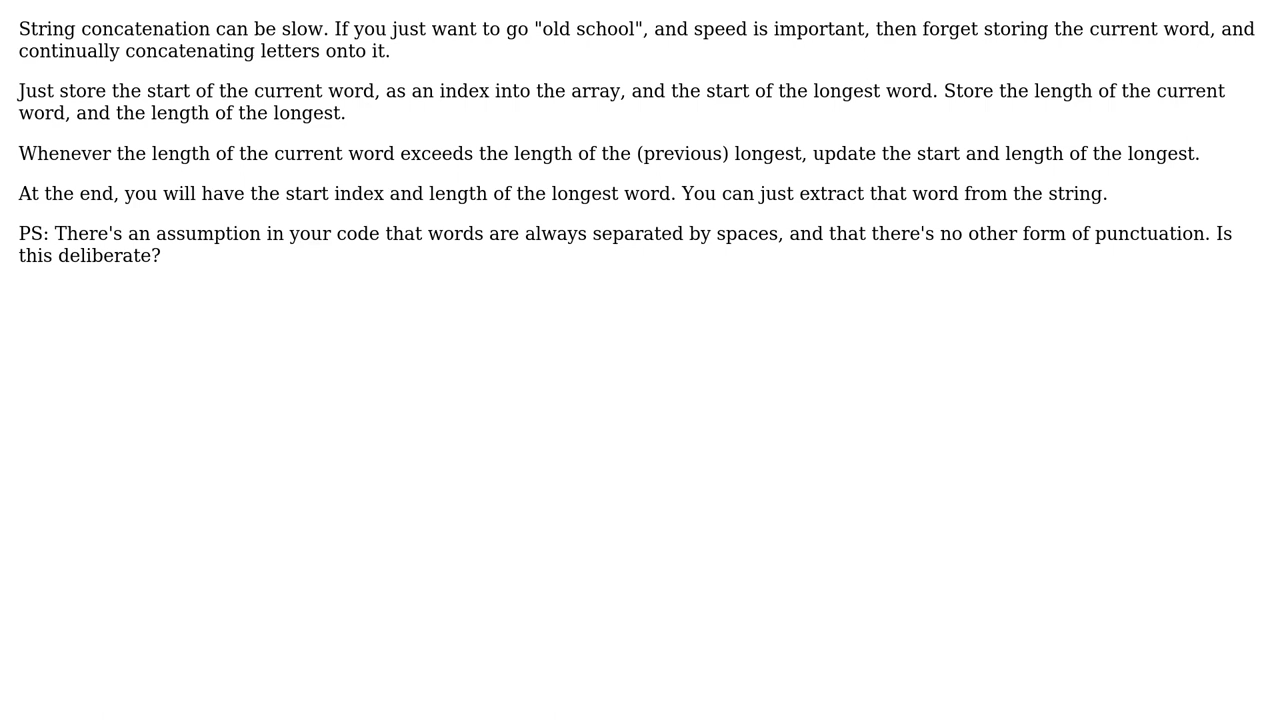 String concatenation can be slow. If you just want to go "old school", and speed is important, then forget storing the current word, and
continually concatenating letters onto it.
Just store the start of the current word, as an index into the array, and the start of the longest word. Store the length of the current
word, and the length of the longest.
Whenever the length of the current word exceeds the length of the (previous) longest, update the start and length of the longest.
At the end, you will have the start index and length of the longest word. You can just extract that word from the string.
PS: There's an assumption in your code that words are always separated by spaces, and that there's no other form of punctuation. Is
this deliberate?